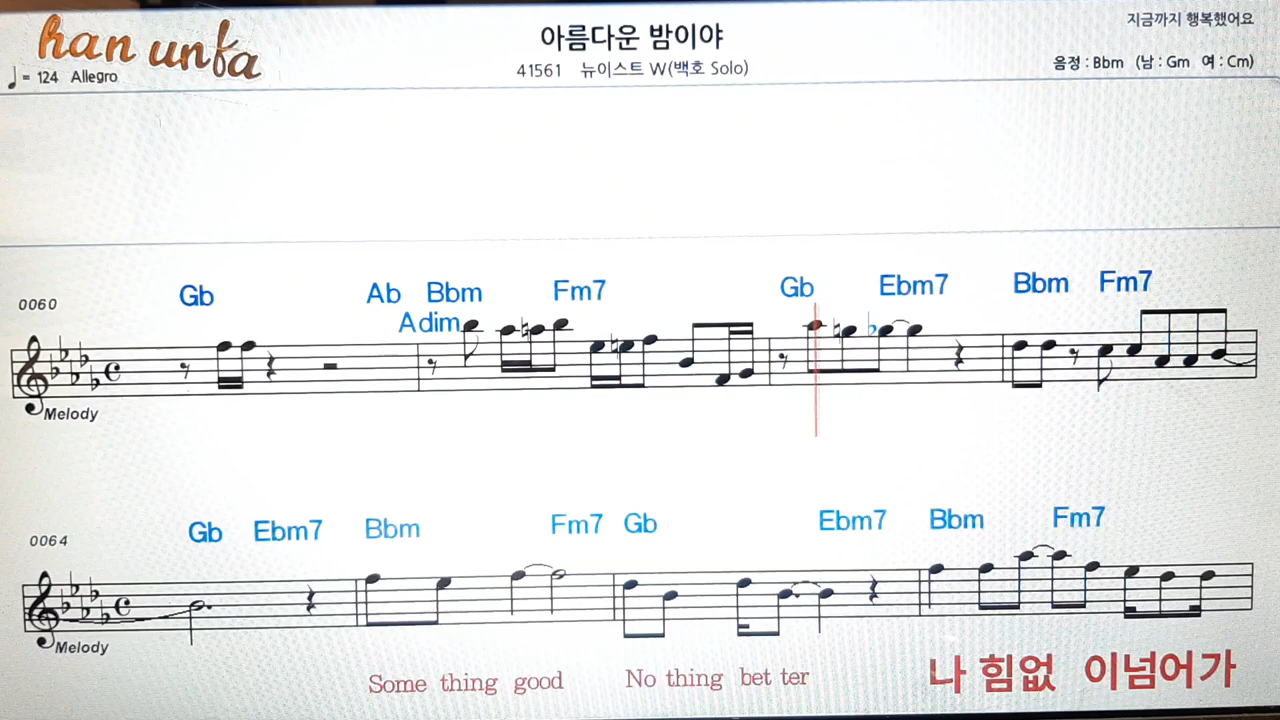 han unfa
아름다운 밤이야
지금까지 행복했어요
♩= 124 Allegro
41561 뉴이스트 W(백호 Solo)
음정 : Bbm (남 : Gm 여 : Cm)
0060
Gb Ab Bbm Fm7 Gb Ebm7 Bbm Fm7
Adim
Melody
0064
Gb Ebm7 Bbm Fm7 Gb Ebm7 Bbm Fm7
Melody
Some thing good No thing bet ter 나 힘없 이넘어가